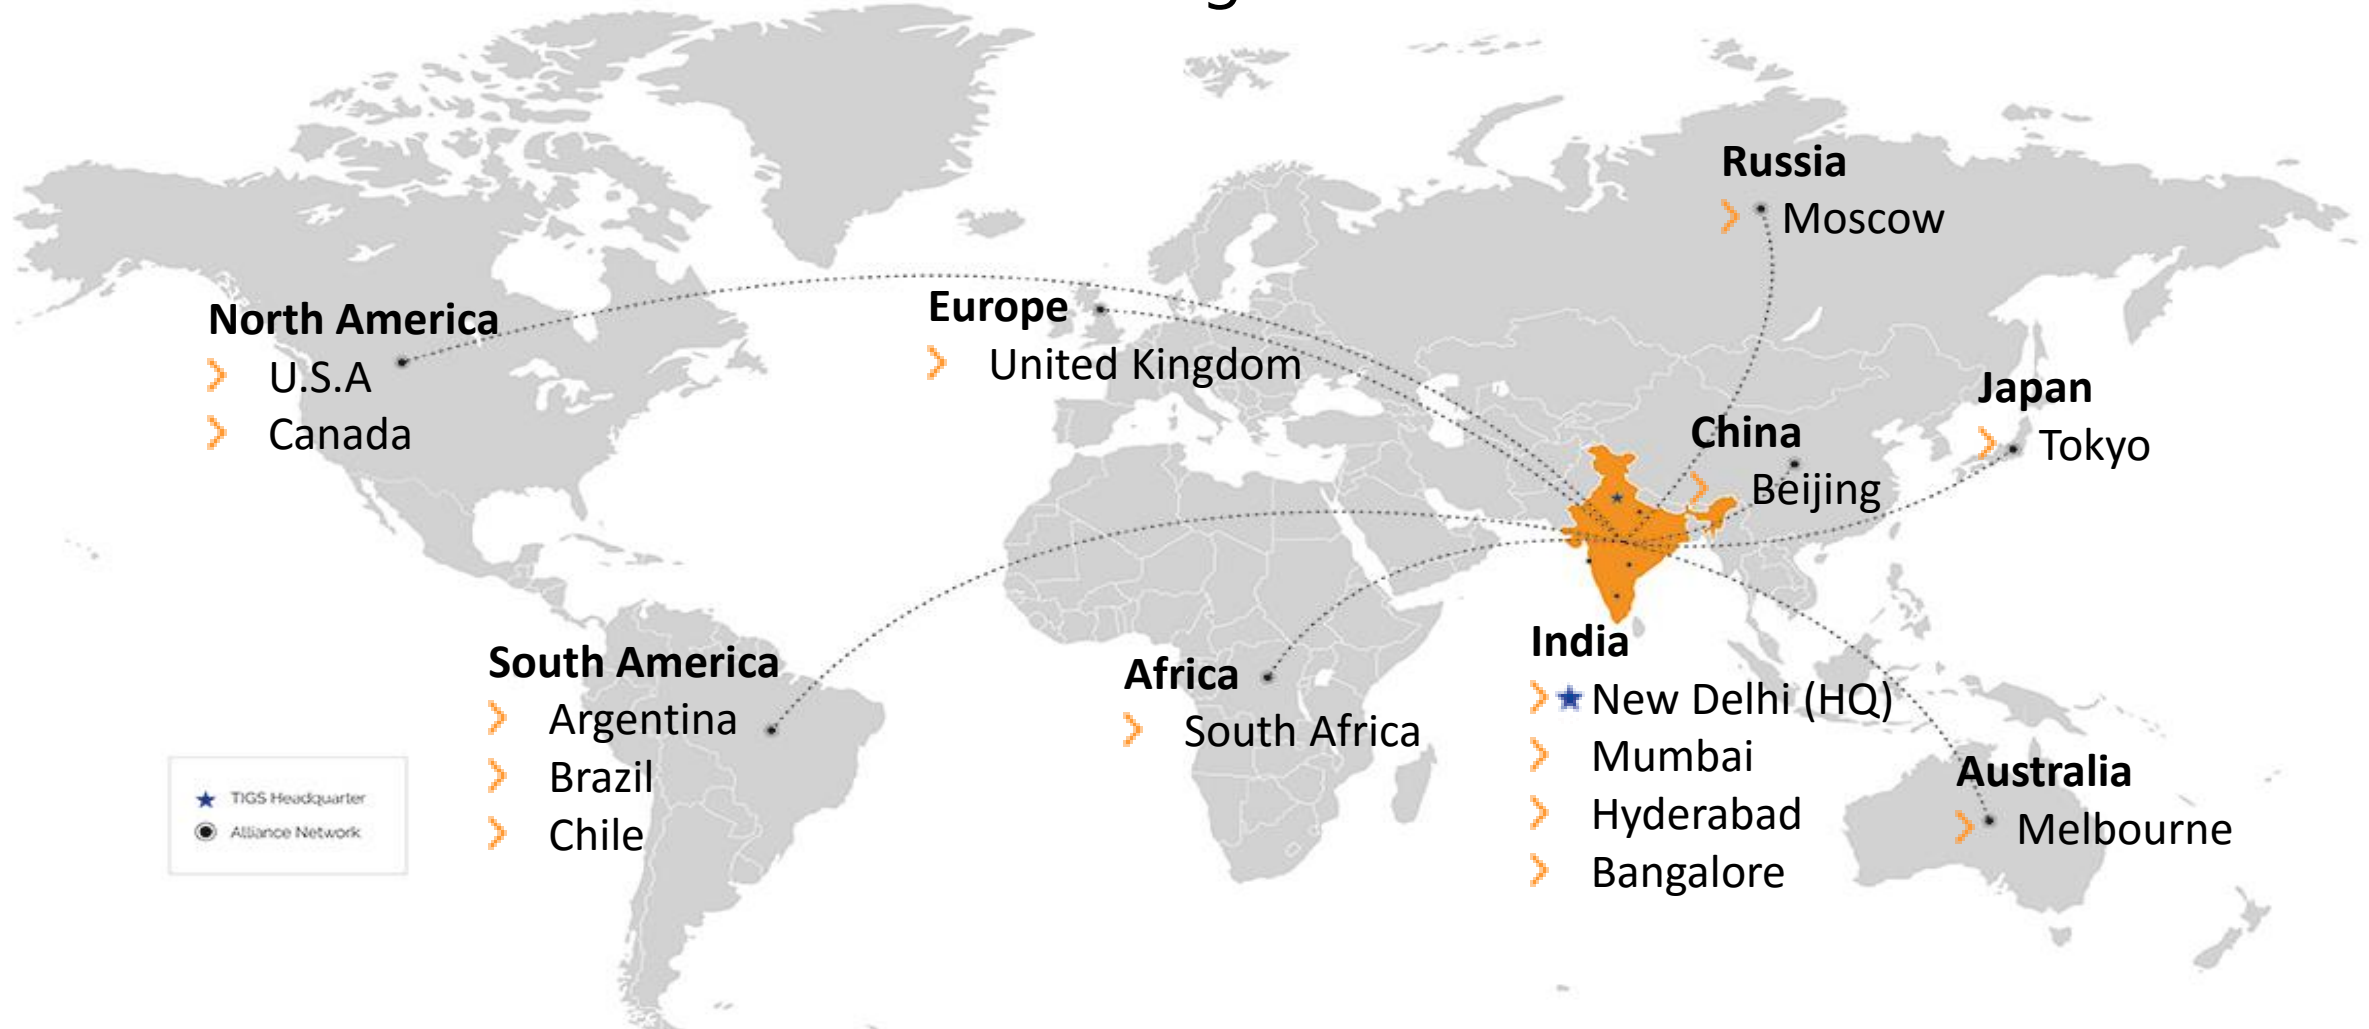 North America
U.S.A
Canada
South America
Argentina
Brazil
Chile
Europe
United Kingdom
Africa
South Africa
Russia
Moscow
China
Beijing
Japan
Tokyo
India
New Delhi (HQ)
Mumbai
Hyderabad
Bangalore
Australia
Melbourne
TIGS Headquarter
Alliance Network